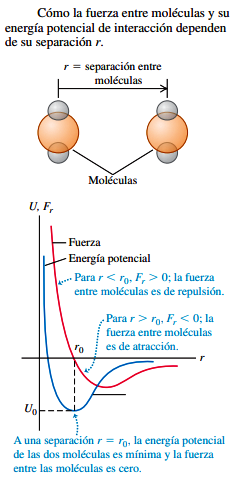 Cómo la fuerza entre moléculas y su
energía potencial de interacción dependen
de su separación r.
r = separación entre
moléculas
Moléculas
U, Fr
Fuerza
Energía potencial
Para r < r0, Fr > 0; la fuerza
entre moléculas es de repulsión.
Para r > r0, Fr < 0; la
fuerza entre moléculas
es de atracción.
r0
r
U0
A una separación r = r0, la energía potencial
de las dos moléculas es mínima y la fuerza
entre las moléculas es cero.